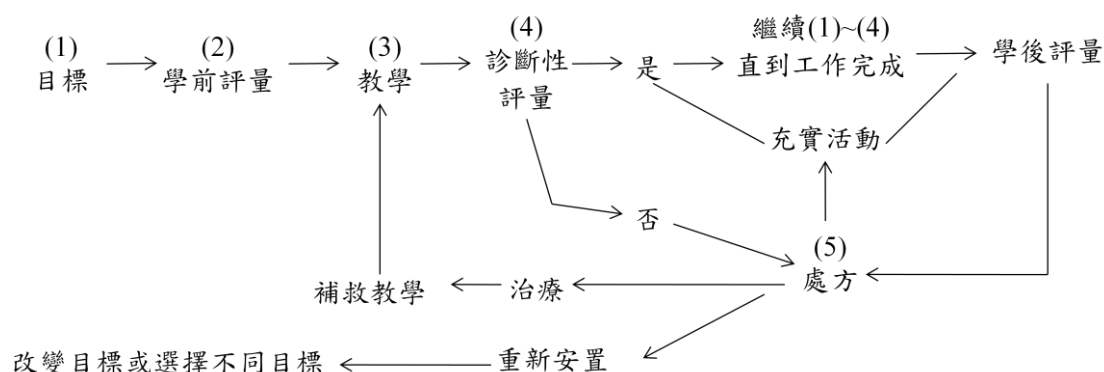 (1)
目標
(2)
學前評量
(3)
教學
(4)
診斷性
評量
是
繼續(1)~(4)
直到工作完成
學後評量
充實活動
否
(5)
處方
治療
補救教學
重新安置
改變目標或選擇不同目標